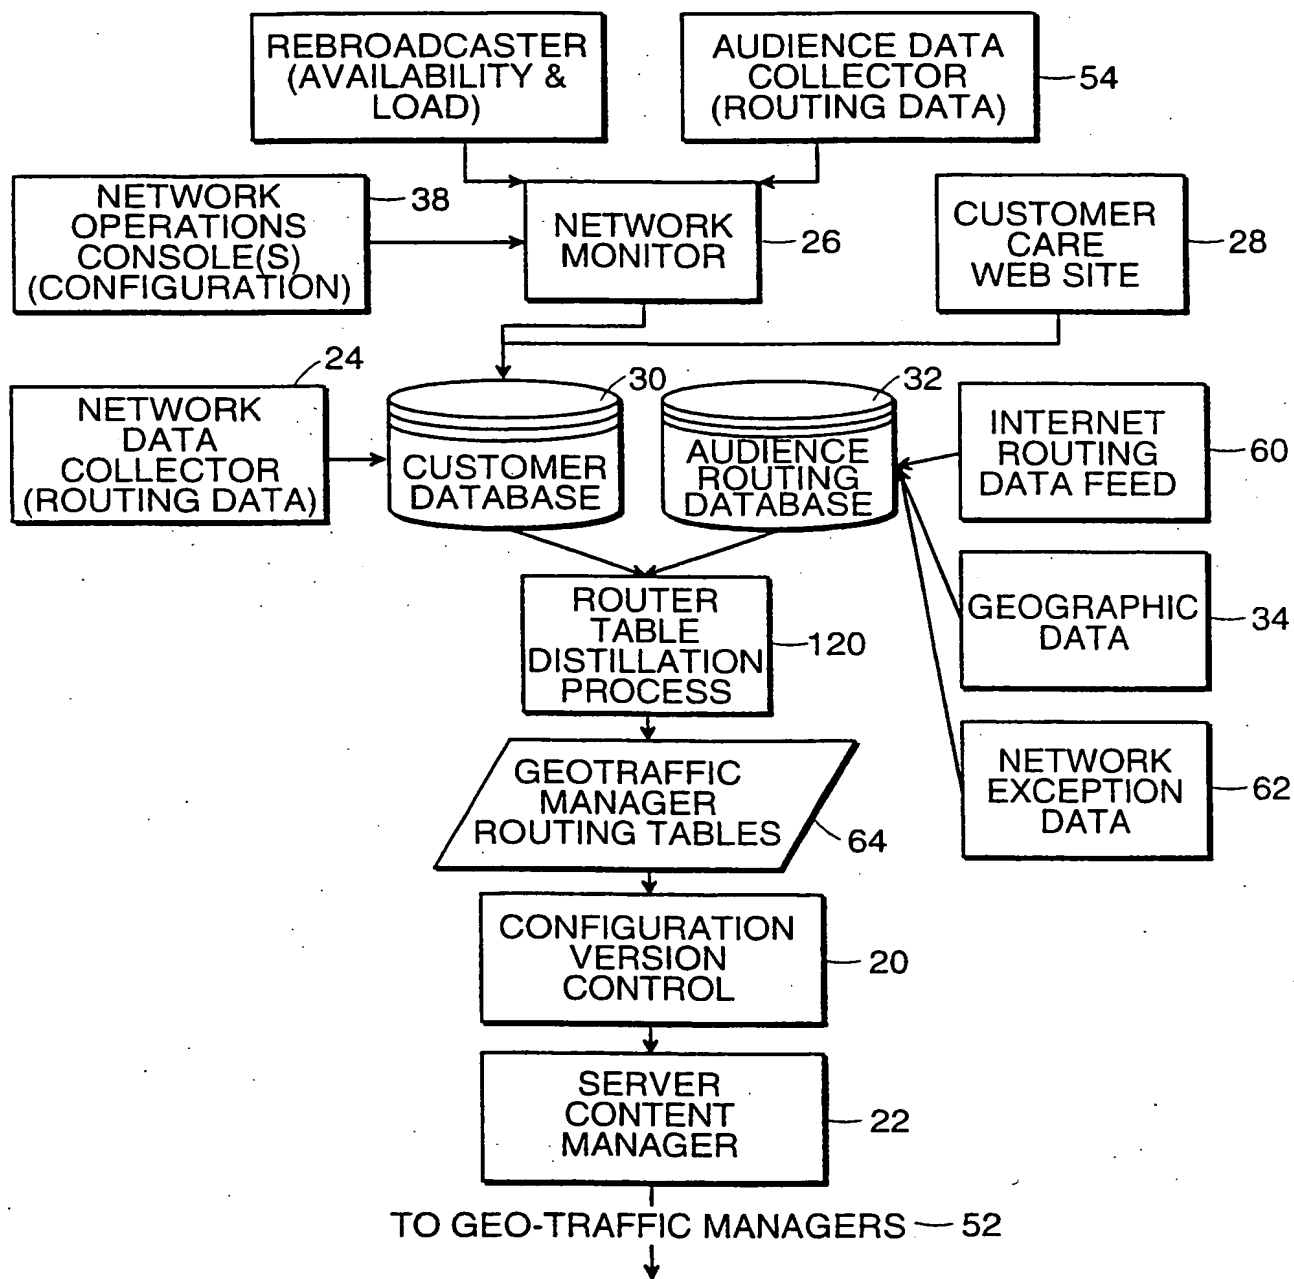 REBROADCASTER
(AVAILABILITY &
LOAD)
AUDIENCE DATA
COLLECTOR
(ROUTING DATA)
54
NETWORK
OPERATIONS
CONSOLE(S)
(CONFIGURATION)
38
NETWORK
MONITOR
26
CUSTOMER
CARE
WEB SITE
28
24
NETWORK
DATA
COLLECTOR
(ROUTING DATA)
30
CUSTOMER
DATABASE
32
AUDIENCE
ROUTING
DATABASE
INTERNET
ROUTING
DATA FEED
60
ROUTER
TABLE
DISTILLATION
PROCESS
120
GEOGRAPHIC
DATA
34
GEOTRAFFIC
MANAGER
ROUTING TABLES
64
NETWORK
EXCEPTION
DATA
62
CONFIGURATION
VERSION
CONTROL
20
SERVER
CONTENT
MANAGER
22
TO GEO-TRAFFIC MANAGERS
52